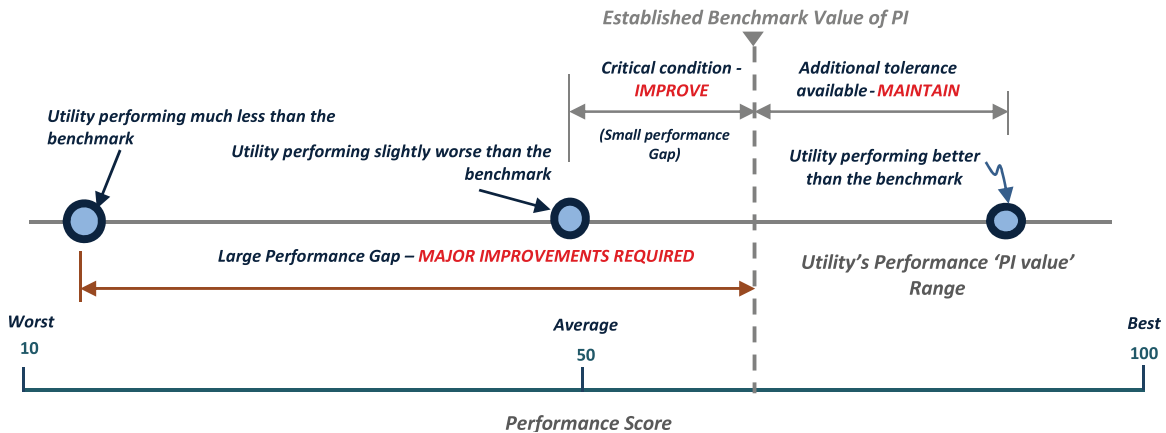 Established Benchmark Value of PI
Critical condition -
IMPROVE
Additional tolerance
available - MAINTAIN
Utility performing much less than the
benchmark
(Small performance
Gap)
Utility performing slightly worse than the
benchmark
Utility performing better
than the benchmark
Large Performance Gap – MAJOR IMPROVEMENTS REQUIRED
Utility’s Performance ‘PI value’
Range
Worst
Average
Best
10
50
100
Performance Score